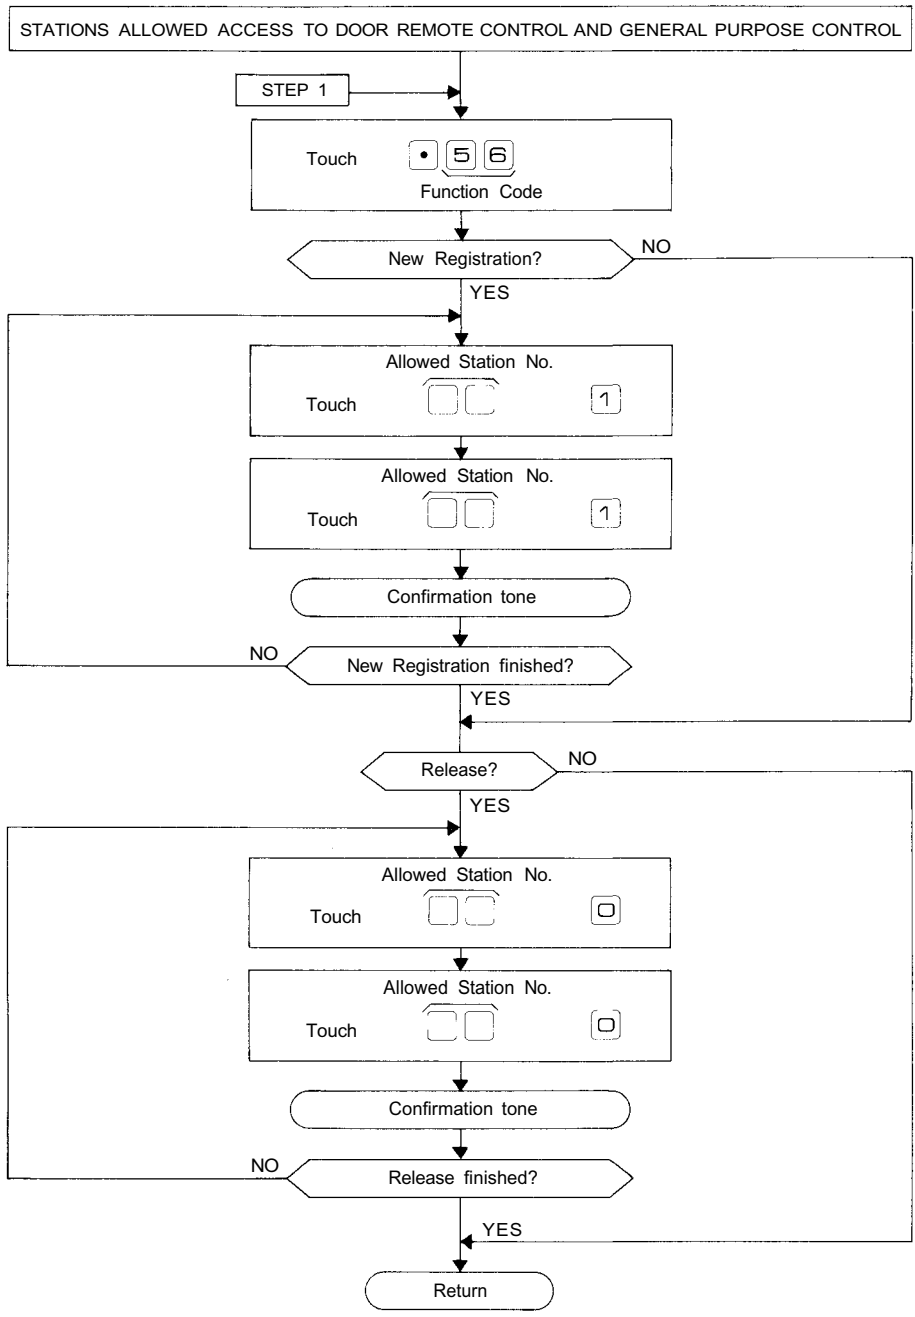 STATIONS ALLOWED ACCESS TO DOOR REMOTE CONTROL AND GENERAL PURPOSE CONTROL
STEP 1
Touch • 5 6
Function Code
New Registration? NO
YES
Allowed Station No.
Touch 1
Allowed Station No.
Touch 1
Confirmation tone
NO New Registration finished?
YES
Release? NO
YES
Allowed Station No.
Touch 0
Allowed Station No.
Touch 0
Confirmation tone
NO Release finished?
YES
Return